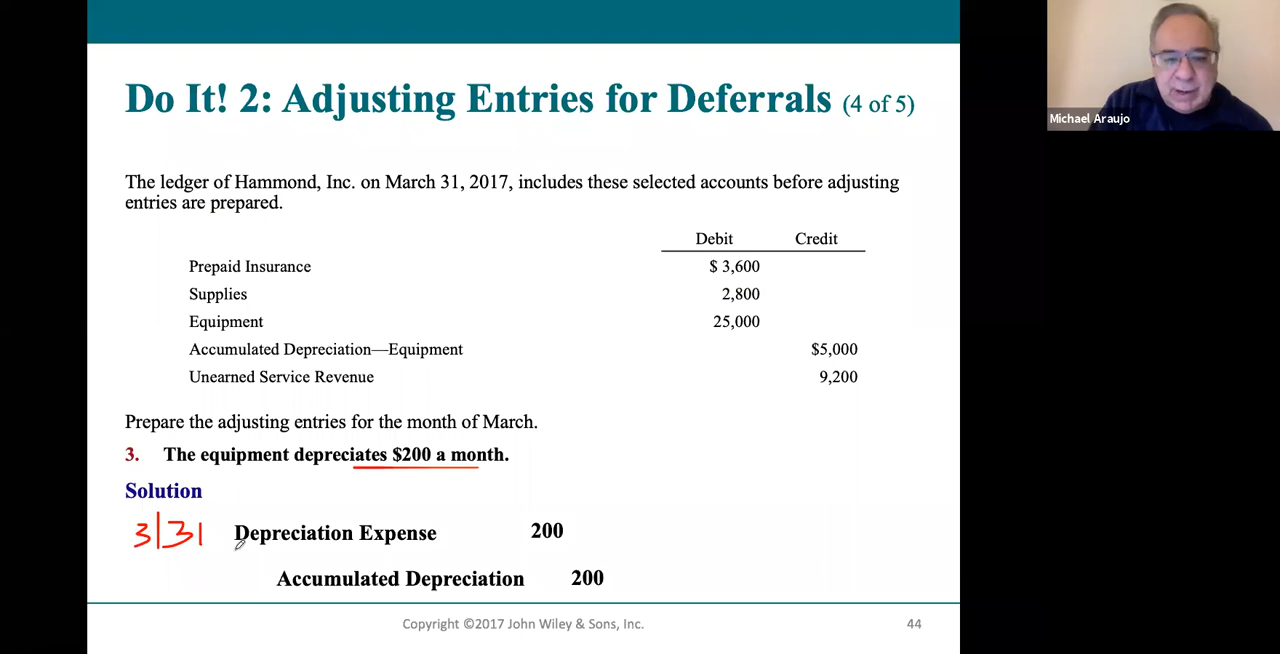 Do It! 2: Adjusting Entries for Deferrals (4 of 5)
Michael Araujo
The ledger of Hammond, Inc. on March 31, 2017, includes these selected accounts before adjusting
entries are prepared.
Debit Credit
Prepaid Insurance $ 3,600
Supplies 2,800
Equipment 25,000
Accumulated Depreciation—Equipment $5,000
Unearned Service Revenue 9,200
Prepare the adjusting entries for the month of March.
3. The equipment depreciates $200 a month.
Solution
3|31 Depreciation Expense 200
Accumulated Depreciation 200
Copyright ©2017 John Wiley & Sons, Inc. 44